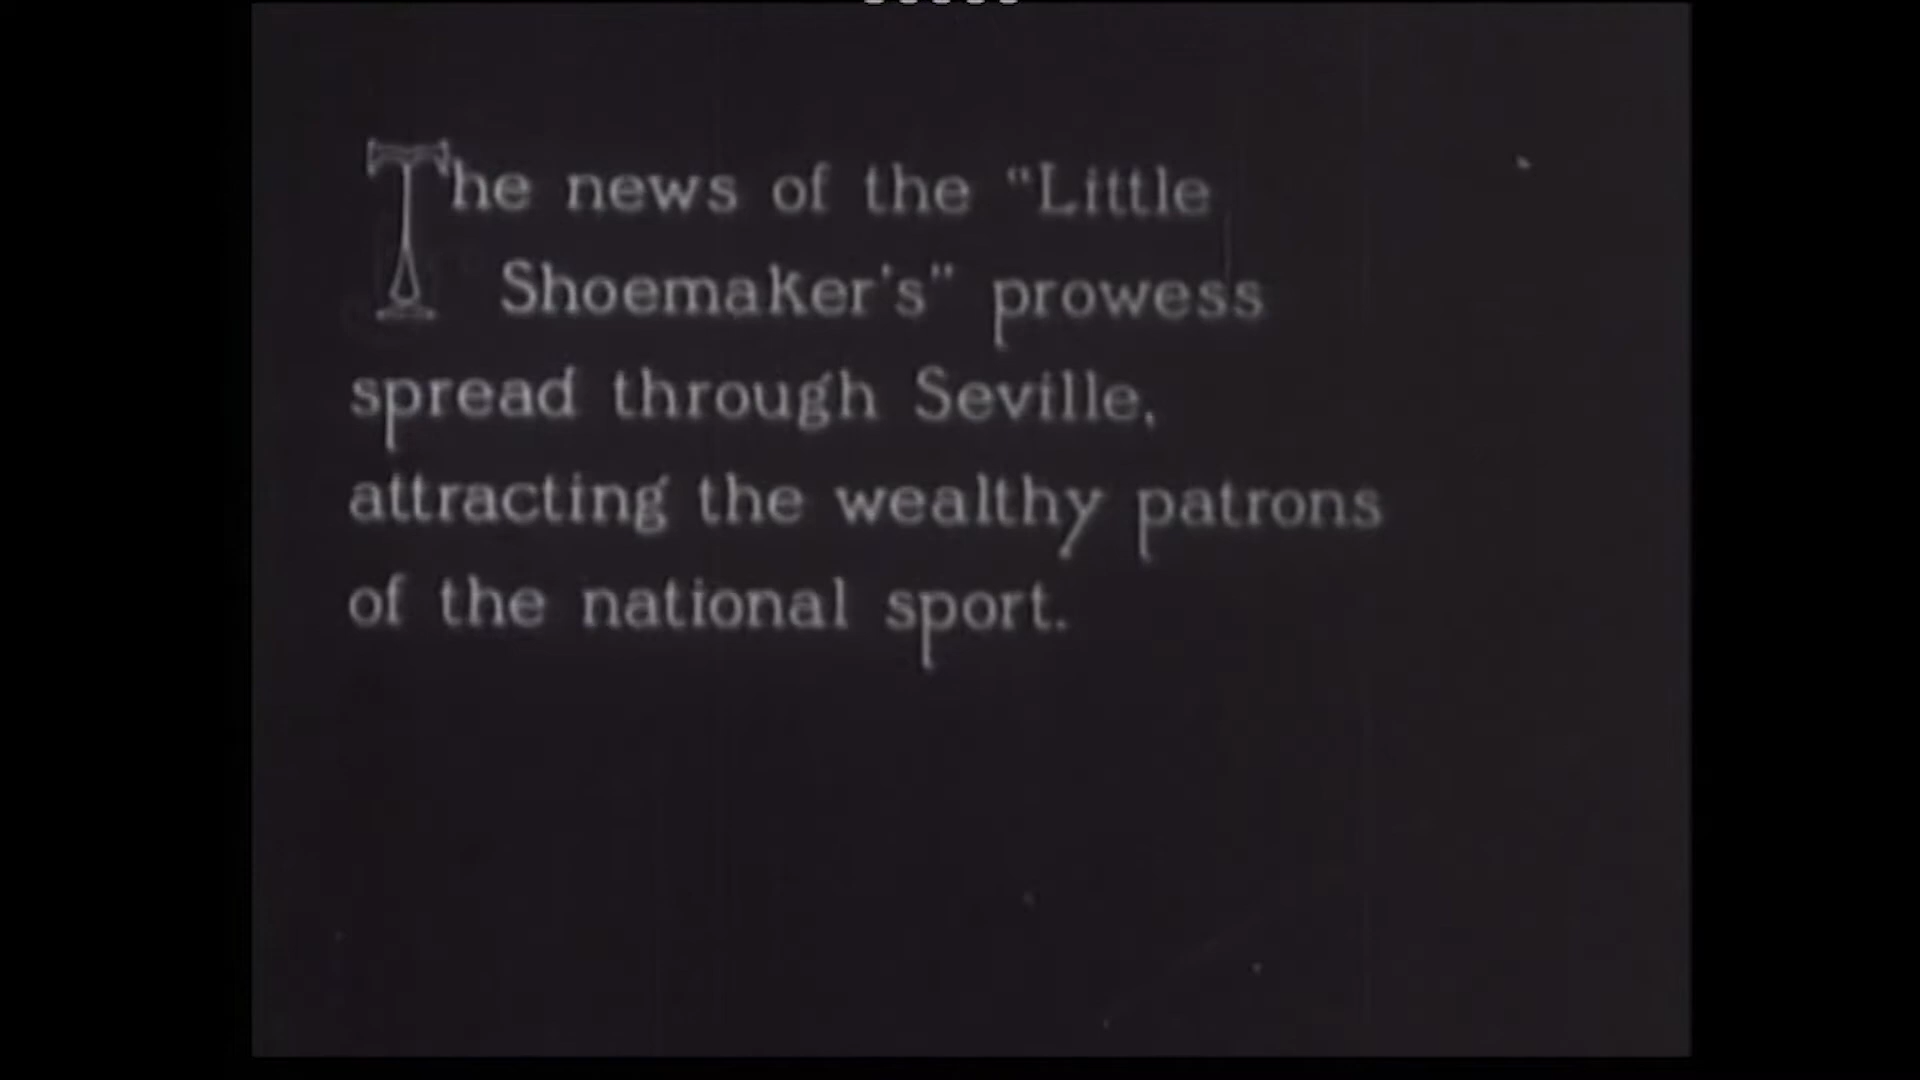 The news of the "Little
Shoemaker's" prowess
spread through Seville,
attracting the wealthy patrons
of the national sport.